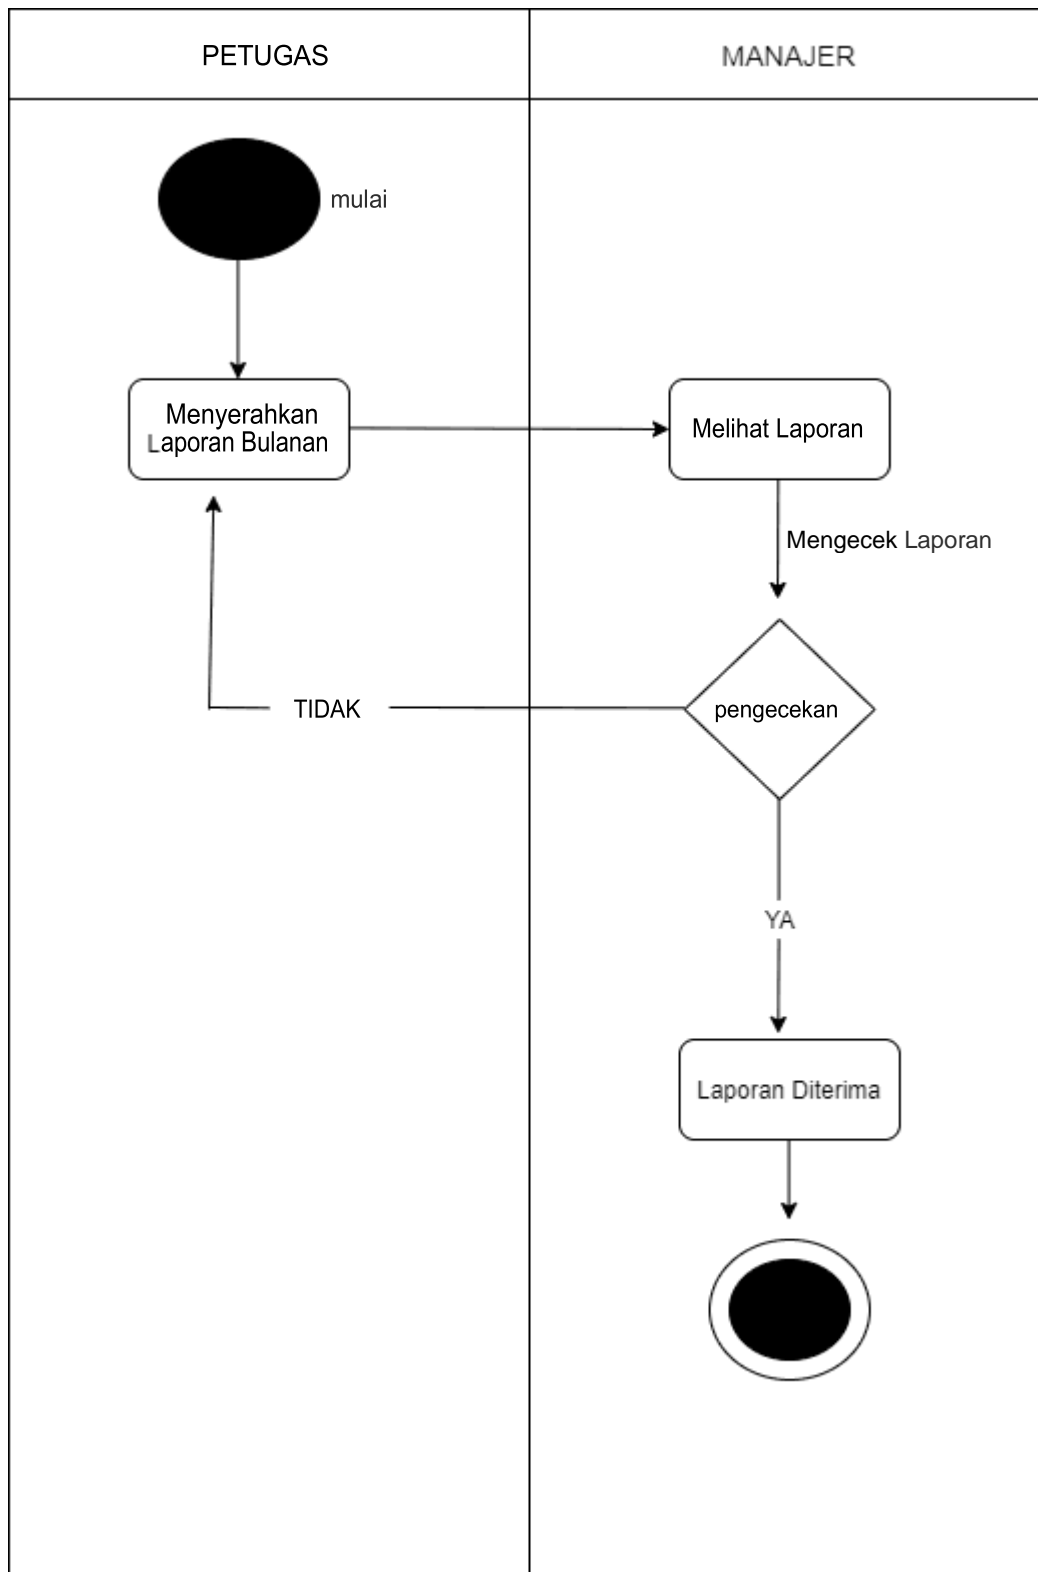 PETUGAS
MANAJER
mulai
Menyerahkan
Laporan Bulanan
Melihat Laporan
Mengecek Laporan
TIDAK
pengecekan
YA
Laporan Diterima